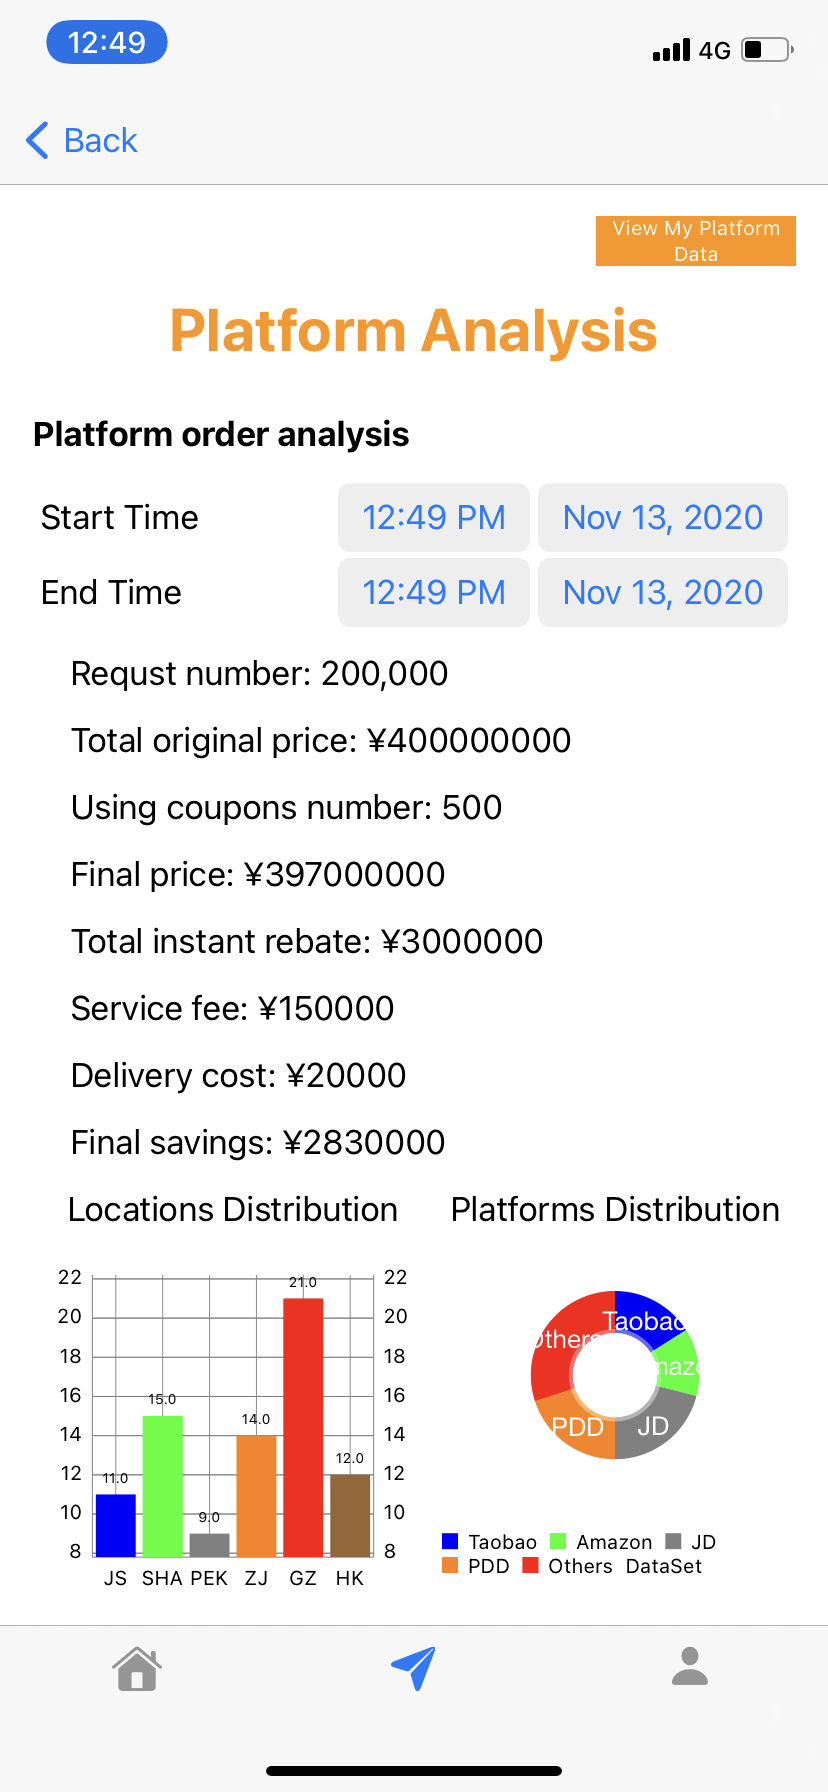 12:49
4G
Back
View My Platform
Data
Platform Analysis
Platform order analysis
Start Time 12:49 PM Nov 13, 2020
End Time 12:49 PM Nov 13, 2020
Requst number: 200,000
Total original price: ¥400000000
Using coupons number: 500
Final price: ¥397000000
Total instant rebate: ¥3000000
Service fee: ¥150000
Delivery cost: ¥20000
Final savings: ¥2830000
Locations Distribution
22 21.0 22
20 20
18 18
16 15.0 16
14 14.0 14
12 11.0 12.0 12
10 9.0 10
8 8
JS SHA PEK ZJ GZ HK
Platforms Distribution
Taobao
Others
mazo
PDD JD
Taobao Amazon JD
PDD Others DataSet